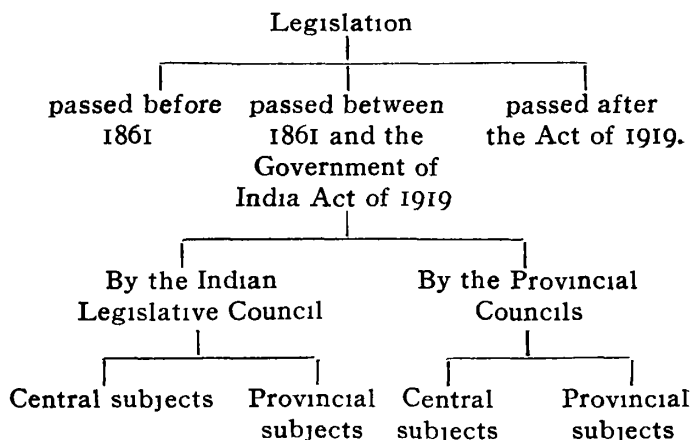 Legislation
passed before
1861
passed between
1861 and the
Government of
India Act of 1919
passed after
the Act of 1919.
By the Indian
Legislative Council
By the Provincial
Councils
Central subjects
Provincial
subjects
Central
subjects
Provincial
subjects